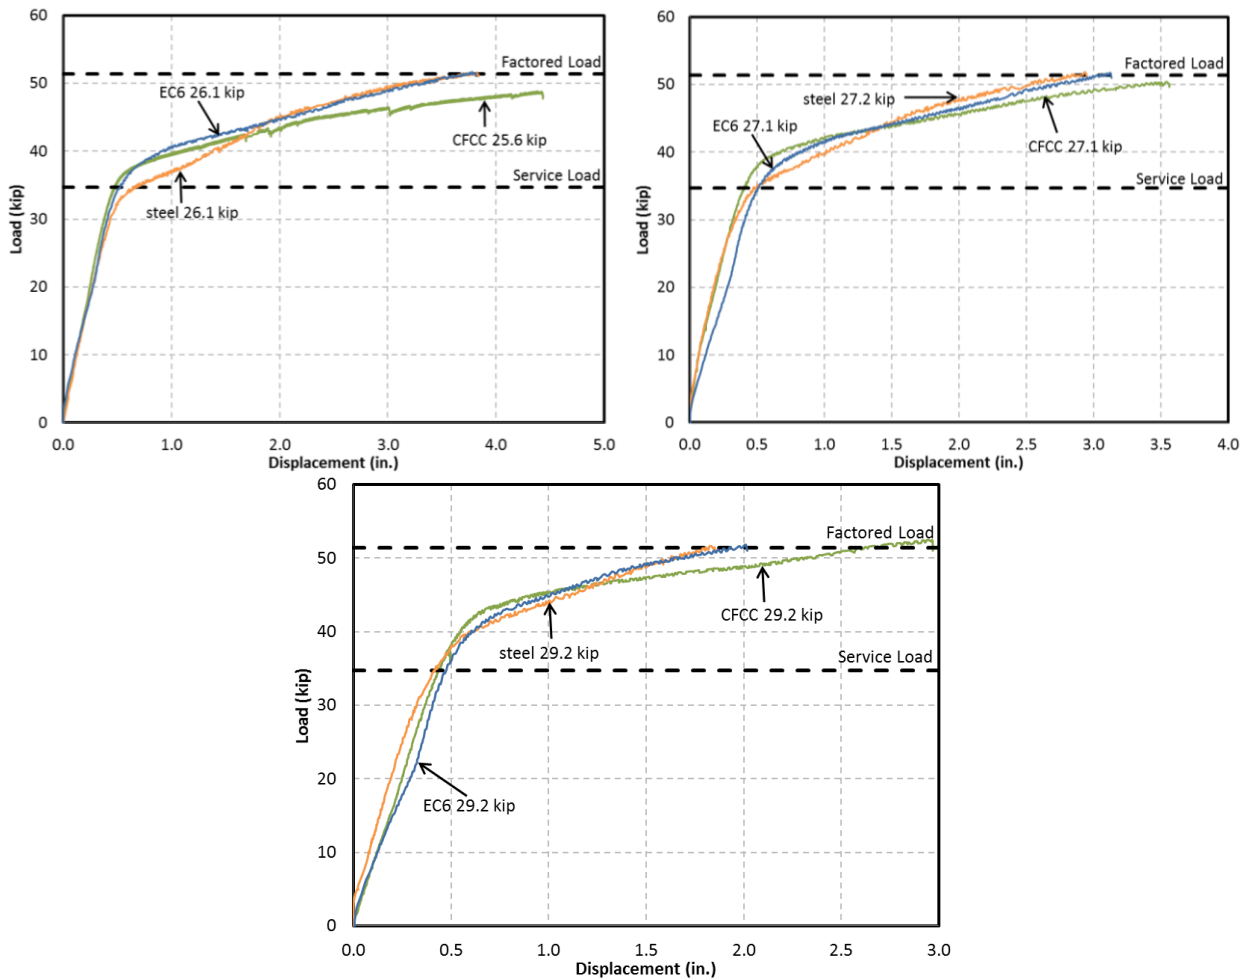 60
50
40
30
20
10
0
Load (kip)
Factored Load
EC6 26.1 kip
CFCC 25.6 kip
Service Load
steel 26.1 kip
0.0 1.0 2.0 3.0 4.0 5.0
Displacement (in.)
60
50
40
30
20
10
0
Load (kip)
Factored Load
steel 27.2 kip
EC6 27.1 kip
CFCC 27.1 kip
Service Load
0.0 0.5 1.0 1.5 2.0 2.5 3.0 3.5 4.0
Displacement (in.)
60
50
40
30
20
10
0
Load (kip)
Factored Load
CFCC 29.2 kip
steel 29.2 kip
Service Load
EC6 29.2 kip
0.0 0.5 1.0 1.5 2.0 2.5 3.0
Displacement (in.)